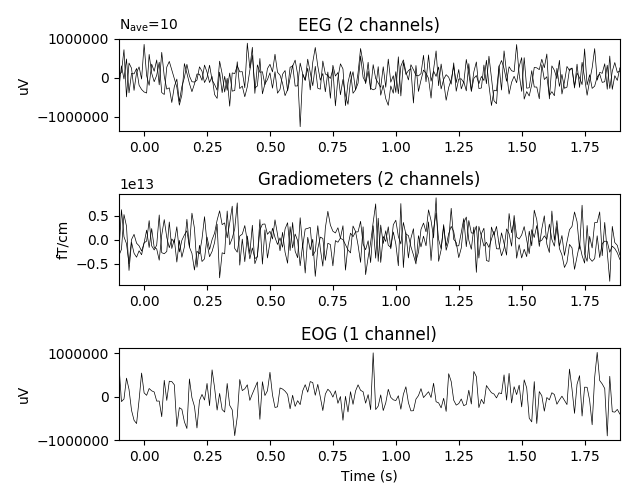 N_ave=10
EEG (2 channels)
1000000
0
−1000000
uV
0.00 0.25 0.50 0.75 1.00 1.25 1.50 1.75
1e13
Gradiometers (2 channels)
0.5
0.0
−0.5
fT/cm
0.00 0.25 0.50 0.75 1.00 1.25 1.50 1.75
EOG (1 channel)
1000000
0
−1000000
uV
0.00 0.25 0.50 0.75 1.00 1.25 1.50 1.75
Time (s)